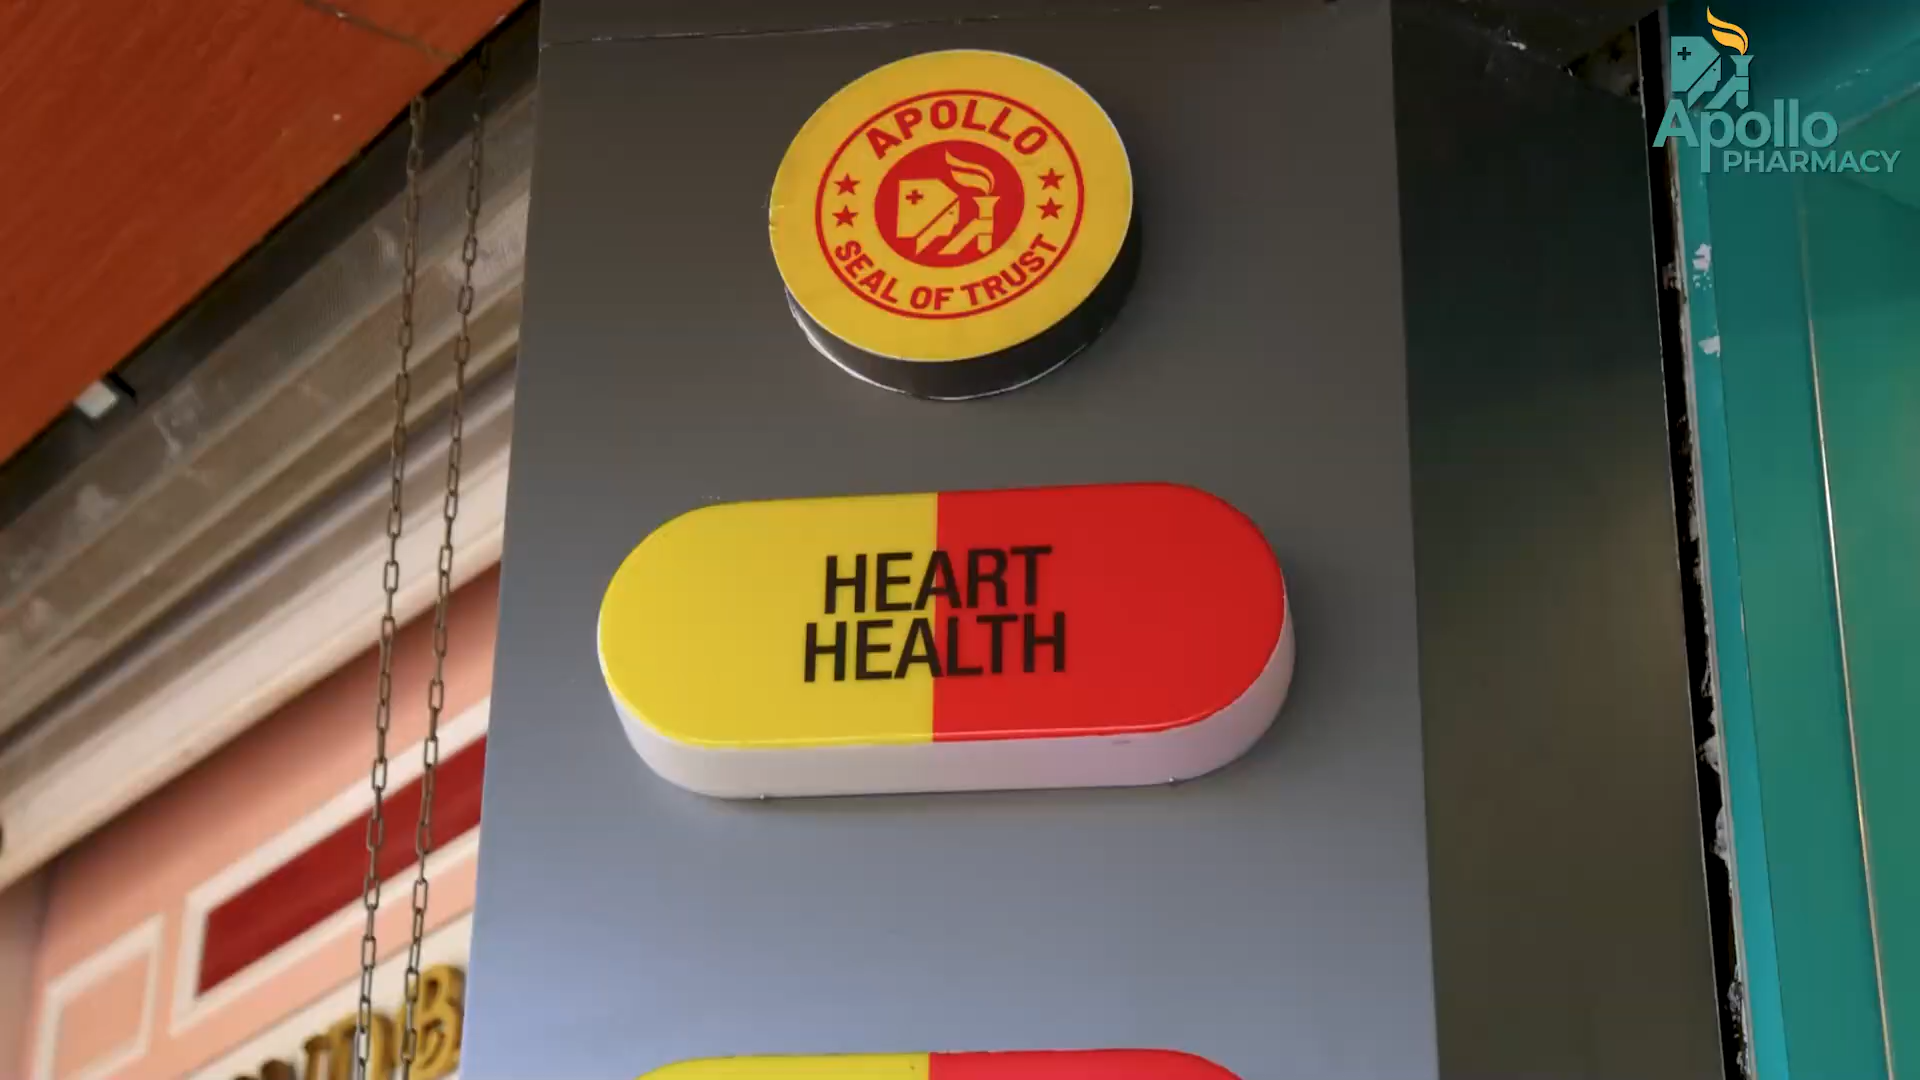 APOLLO
SEAL OF TRUST
HEART
HEALTH
Apollo
PHARMACY